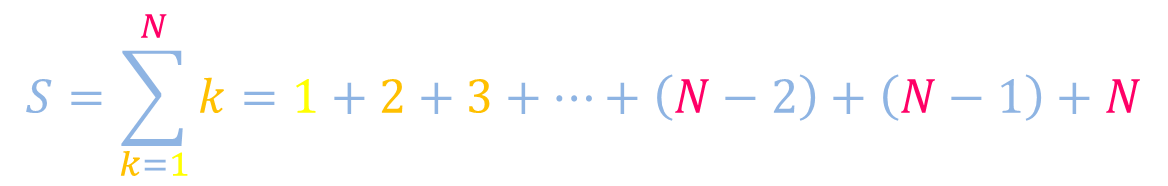 N
S = ∑ k = 1 + 2 + 3 + ⋯ + (N − 2) + (N − 1) + N
k=1